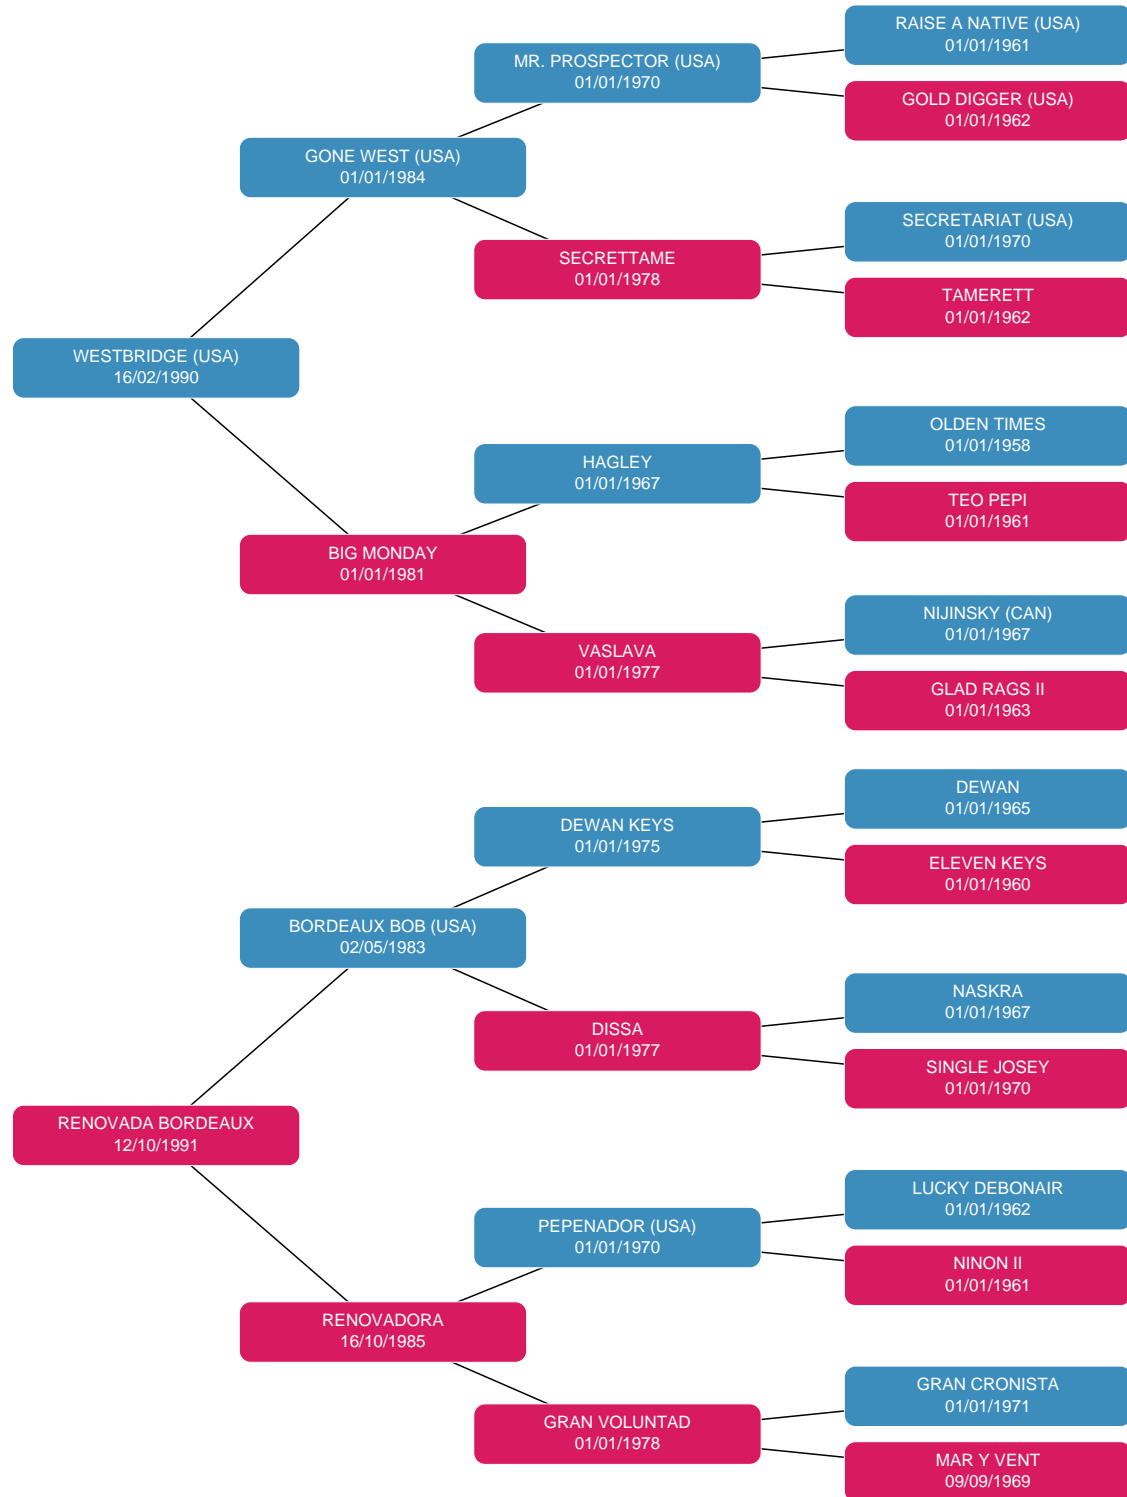 RAISE A NATIVE (USA)
01/01/1961
MR. PROSPECTOR (USA)
01/01/1970
GOLD DIGGER (USA)
01/01/1962
GONE WEST (USA)
01/01/1984
SECRETARIAT (USA)
01/01/1970
SECRETTAME
01/01/1978
TAMERETT
01/01/1962
WESTBRIDGE (USA)
16/02/1990
OLDEN TIMES
01/01/1958
HAGLEY
01/01/1967
TEO PEPI
01/01/1961
BIG MONDAY
01/01/1981
NIJINSKY (CAN)
01/01/1967
VASLAVA
01/01/1977
GLAD RAGS II
01/01/1963
DEWAN
01/01/1965
DEWAN KEYS
01/01/1975
ELEVEN KEYS
01/01/1960
BORDEAUX BOB (USA)
02/05/1983
NASKRA
01/01/1967
DISSA
01/01/1977
SINGLE JOSEY
01/01/1970
RENOVADA BORDEAUX
12/10/1991
LUCKY DEBONAIR
01/01/1962
PEPENADOR (USA)
01/01/1970
NINON II
01/01/1961
RENOVADORA
16/10/1985
GRAN CRONISTA
01/01/1971
GRAN VOLUNTAD
01/01/1978
MAR Y VENT
09/09/1969